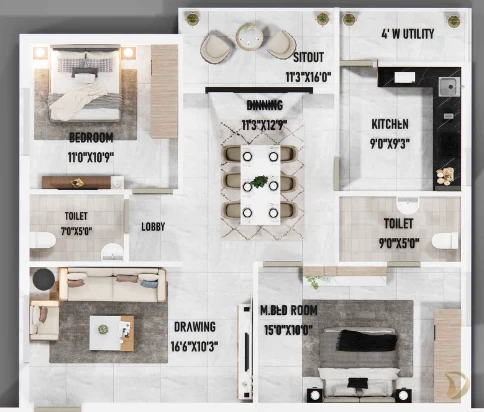 4' W UTILITY
SITOUT
11'3"X16'0"
DINNING
11'3"X12'9"
KITCHEN
9'0"X9'3"
BEDROOM
11'0"X10'9"
TOILET
7'0"X5'0"
LOBBY
TOILET
9'0"X5'0"
M.BED ROOM
15'0"X10'0"
DRAWING
16'6"X10'3"